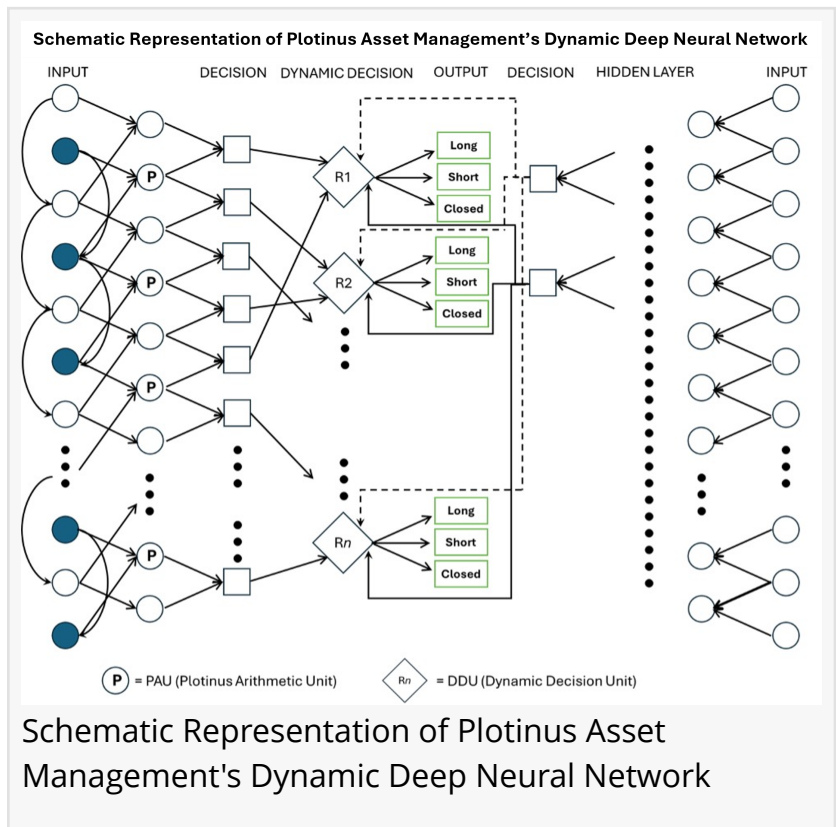 Schematic Representation of Plotinus Asset Management’s Dynamic Deep Neural Network
INPUT DECISION DYNAMIC DECISION OUTPUT DECISION HIDDEN LAYER INPUT
Long
P R1 Short
Closed
Long
P R2 Short
Closed
P
Long
P Rn Short
Closed
P = PAU (Plotinus Arithmetic Unit) Rn = DDU (Dynamic Decision Unit)
Schematic Representation of Plotinus Asset
Management's Dynamic Deep Neural Network